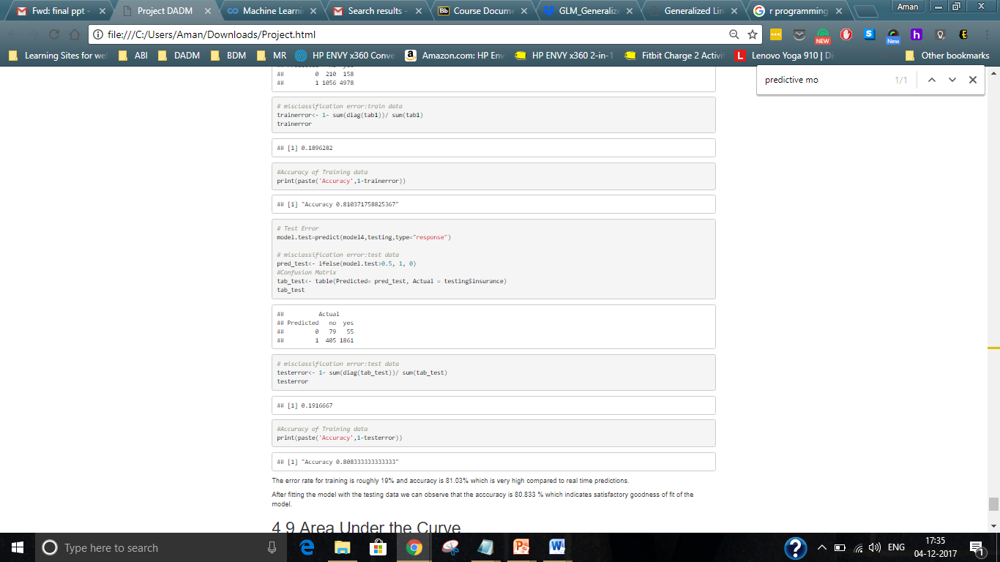 Fwd: final ppt -
Project DADM
Machine Learni
Search results -
Course Docume
GLM_Generalize
Generalized Lin
r programming
Aman
file:///C:/Users/Aman/Downloads/Project.html
Learning Sites for we
ABI
DADM
BDM
MR
HP ENVY x360 Conve
Amazon.com: HP Env
HP ENVY x360 2-in-1
Fitbit Charge 2 Activit
Lenovo Yoga 910 | Di
Other bookmarks
predictive mo 1/1
## 0 210 158
## 1 1056 4978
# misclassification error:train data
trainerror<- 1- sum(diag(tab1))/ sum(tab1)
trainerror
## [1] 0.1896282
#Accuracy of Training data
print(paste('Accuracy',1-trainerror))
## [1] "Accuracy 0.810371758825367"
# Test Error
model.test=predict(model4,testing,type="response")
# misclassification error:test data
pred_test<- ifelse(model.test>0.5, 1, 0)
#Confusion Matrix
tab_test<- table(Predicted= pred_test, Actual = testing$insurance)
tab_test
## Actual
## Predicted no yes
## 0 79 55
## 1 405 1861
# misclassification error:test data
testerror<- 1- sum(diag(tab_test))/ sum(tab_test)
testerror
## [1] 0.1916667
#Accuracy of Training data
print(paste('Accuracy',1-testerror))
## [1] "Accuracy 0.808333333333333"
The error rate for training is roughly 19% and accuracy is 81.03% which is very high compared to real time predictions.
After fitting the model with the testing data we can observe that the acccuracy is 80.833 % which indicates satisfactory goodness of fit of the
model.
4.9 Area Under the Curve
Type here to search
ENG
17:35
04-12-2017